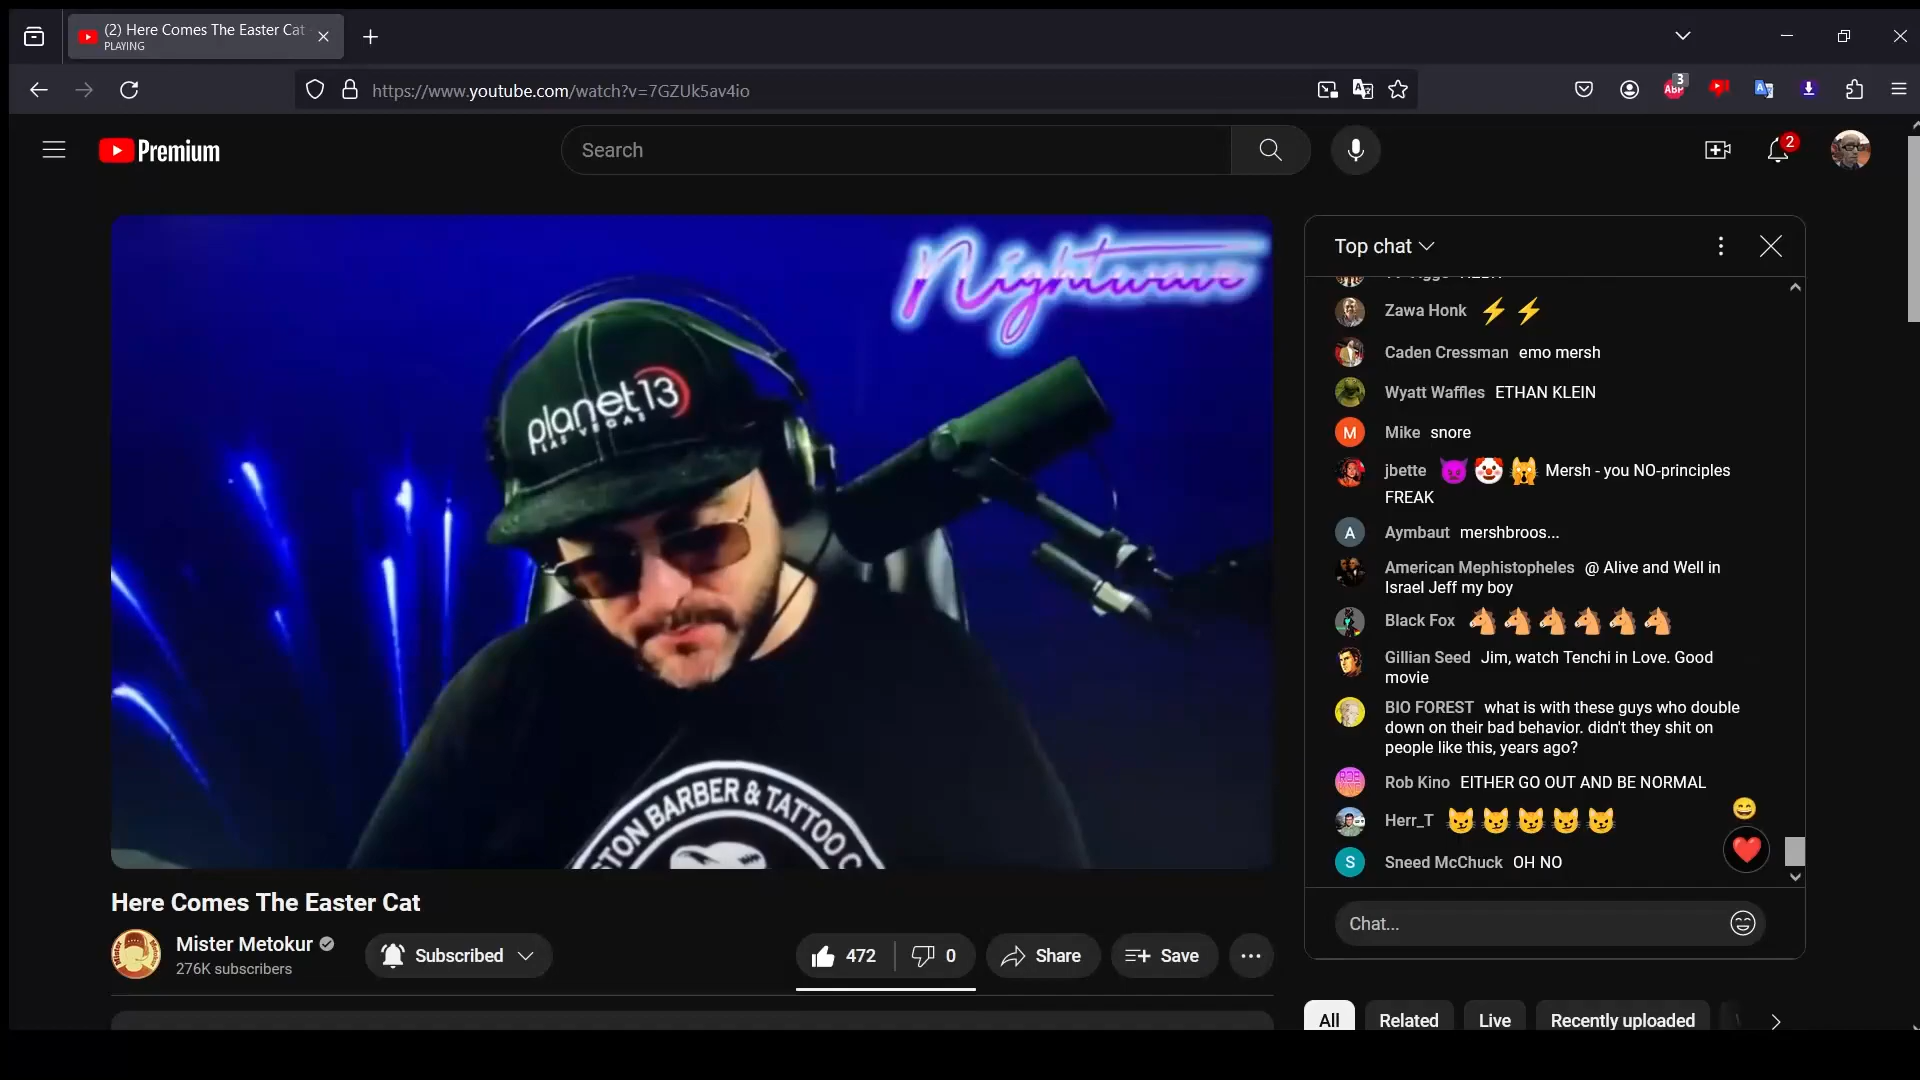 (2) Here Comes The Easter Cat
PLAYING
https://www.youtube.com/watch?v=7GZUk5av4io
3
ABP
Premium
Search
2
Nightwave
planet13
LAS VEGAS
STON BARBER & TATTOO C
Top chat
Zawa Honk ⚡⚡
Caden Cressman emo mersh
Wyatt Waffles ETHAN KLEIN
M
Mike snore
jbette 👿🤡🙀 Mersh - you NO-principles
FREAK
A
Aymbaut mershbroos...
American Mephistopheles @ Alive and Well in
Israel Jeff my boy
Black Fox 🐴🐴🐴🐴🐴🐴
Gillian Seed Jim, watch Tenchi in Love. Good
movie
BIO FOREST what is with these guys who double
down on their bad behavior. didn't they shit on
people like this, years ago?
Rob Kino EITHER GO OUT AND BE NORMAL
Herr_T 😼😼😼😼😼
S
Sneed McChuck OH NO
Chat...
Here Comes The Easter Cat
Mister Metokur
276K subscribers
Subscribed
472
0
Share
Save
All
Related
Live
Recently uploaded